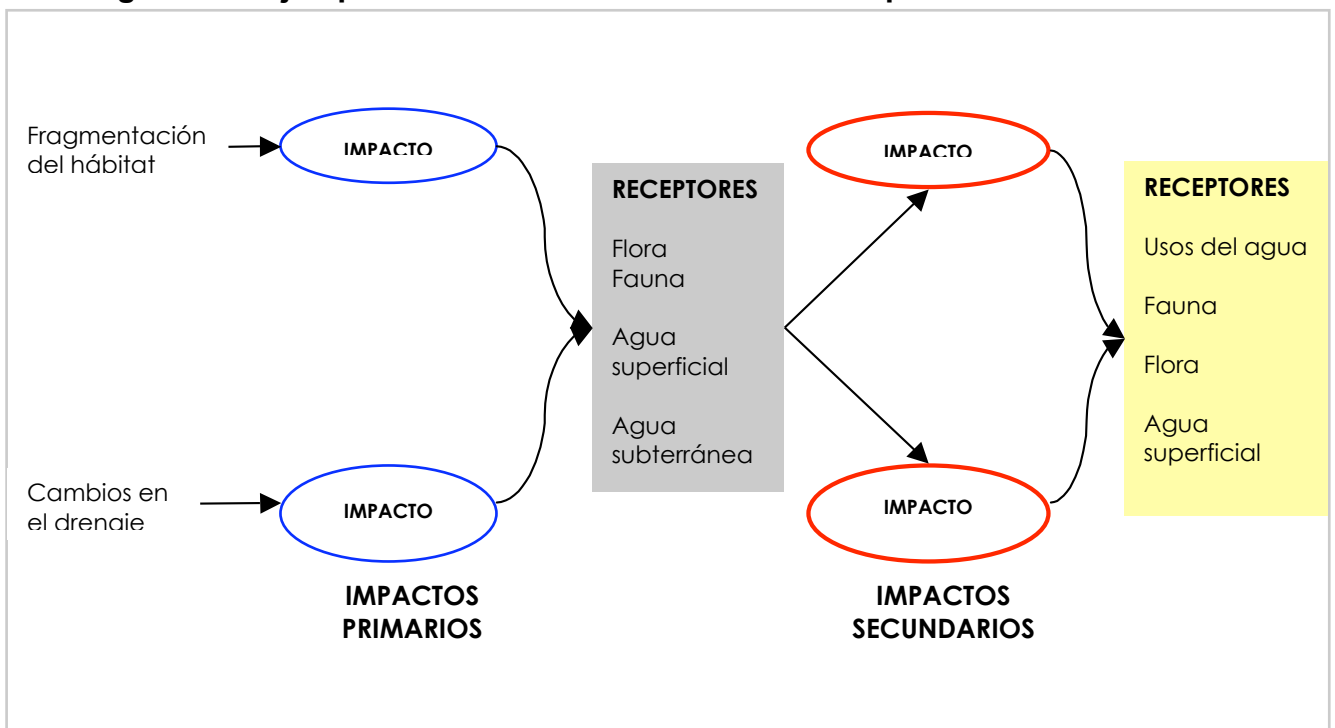 Fragmentación
del hábitat
IMPACTO
RECEPTORES
Flora
Fauna
Agua
superficial
Agua
subterránea
IMPACTO
RECEPTORES
Usos del agua
Fauna
Flora
Agua
superficial
Cambios en
el drenaje
IMPACTO
IMPACTO
IMPACTOS
PRIMARIOS
IMPACTOS
SECUNDARIOS